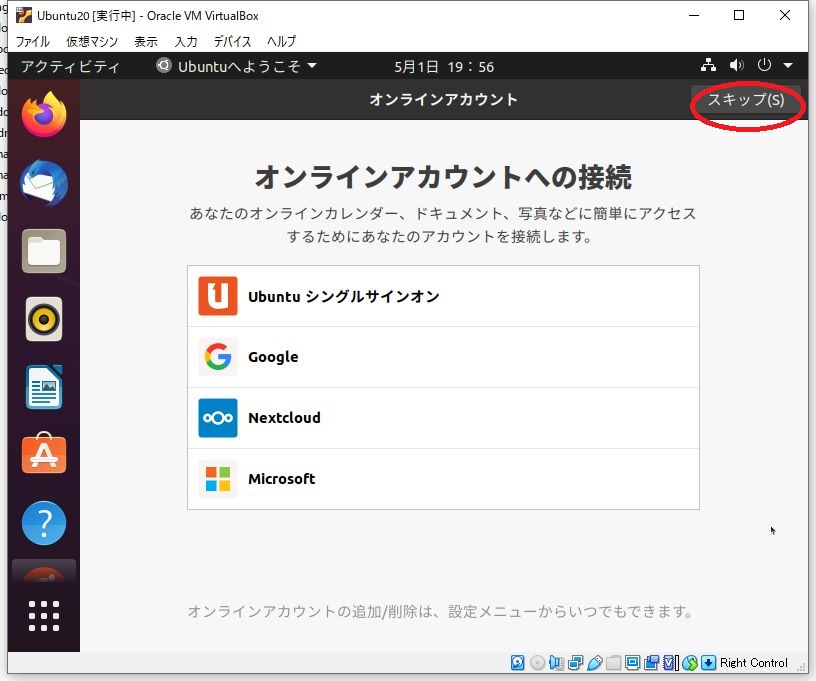 Ubuntu20 [実行中] - Oracle VM VirtualBox
ファイル 仮想マシン 表示 入力 デバイス ヘルプ
アクティビティ Ubuntuへようこそ 5月1日 19:56
オンラインアカウント スキップ(S)
オンラインアカウントへの接続
あなたのオンラインカレンダー、ドキュメント、写真などに簡単にアクセス
するためにあなたのアカウントを接続します。
Ubuntu シングルサインオン
Google
Nextcloud
Microsoft
オンラインアカウントの追加/削除は、設定メニューからいつでもできます。
Right Control